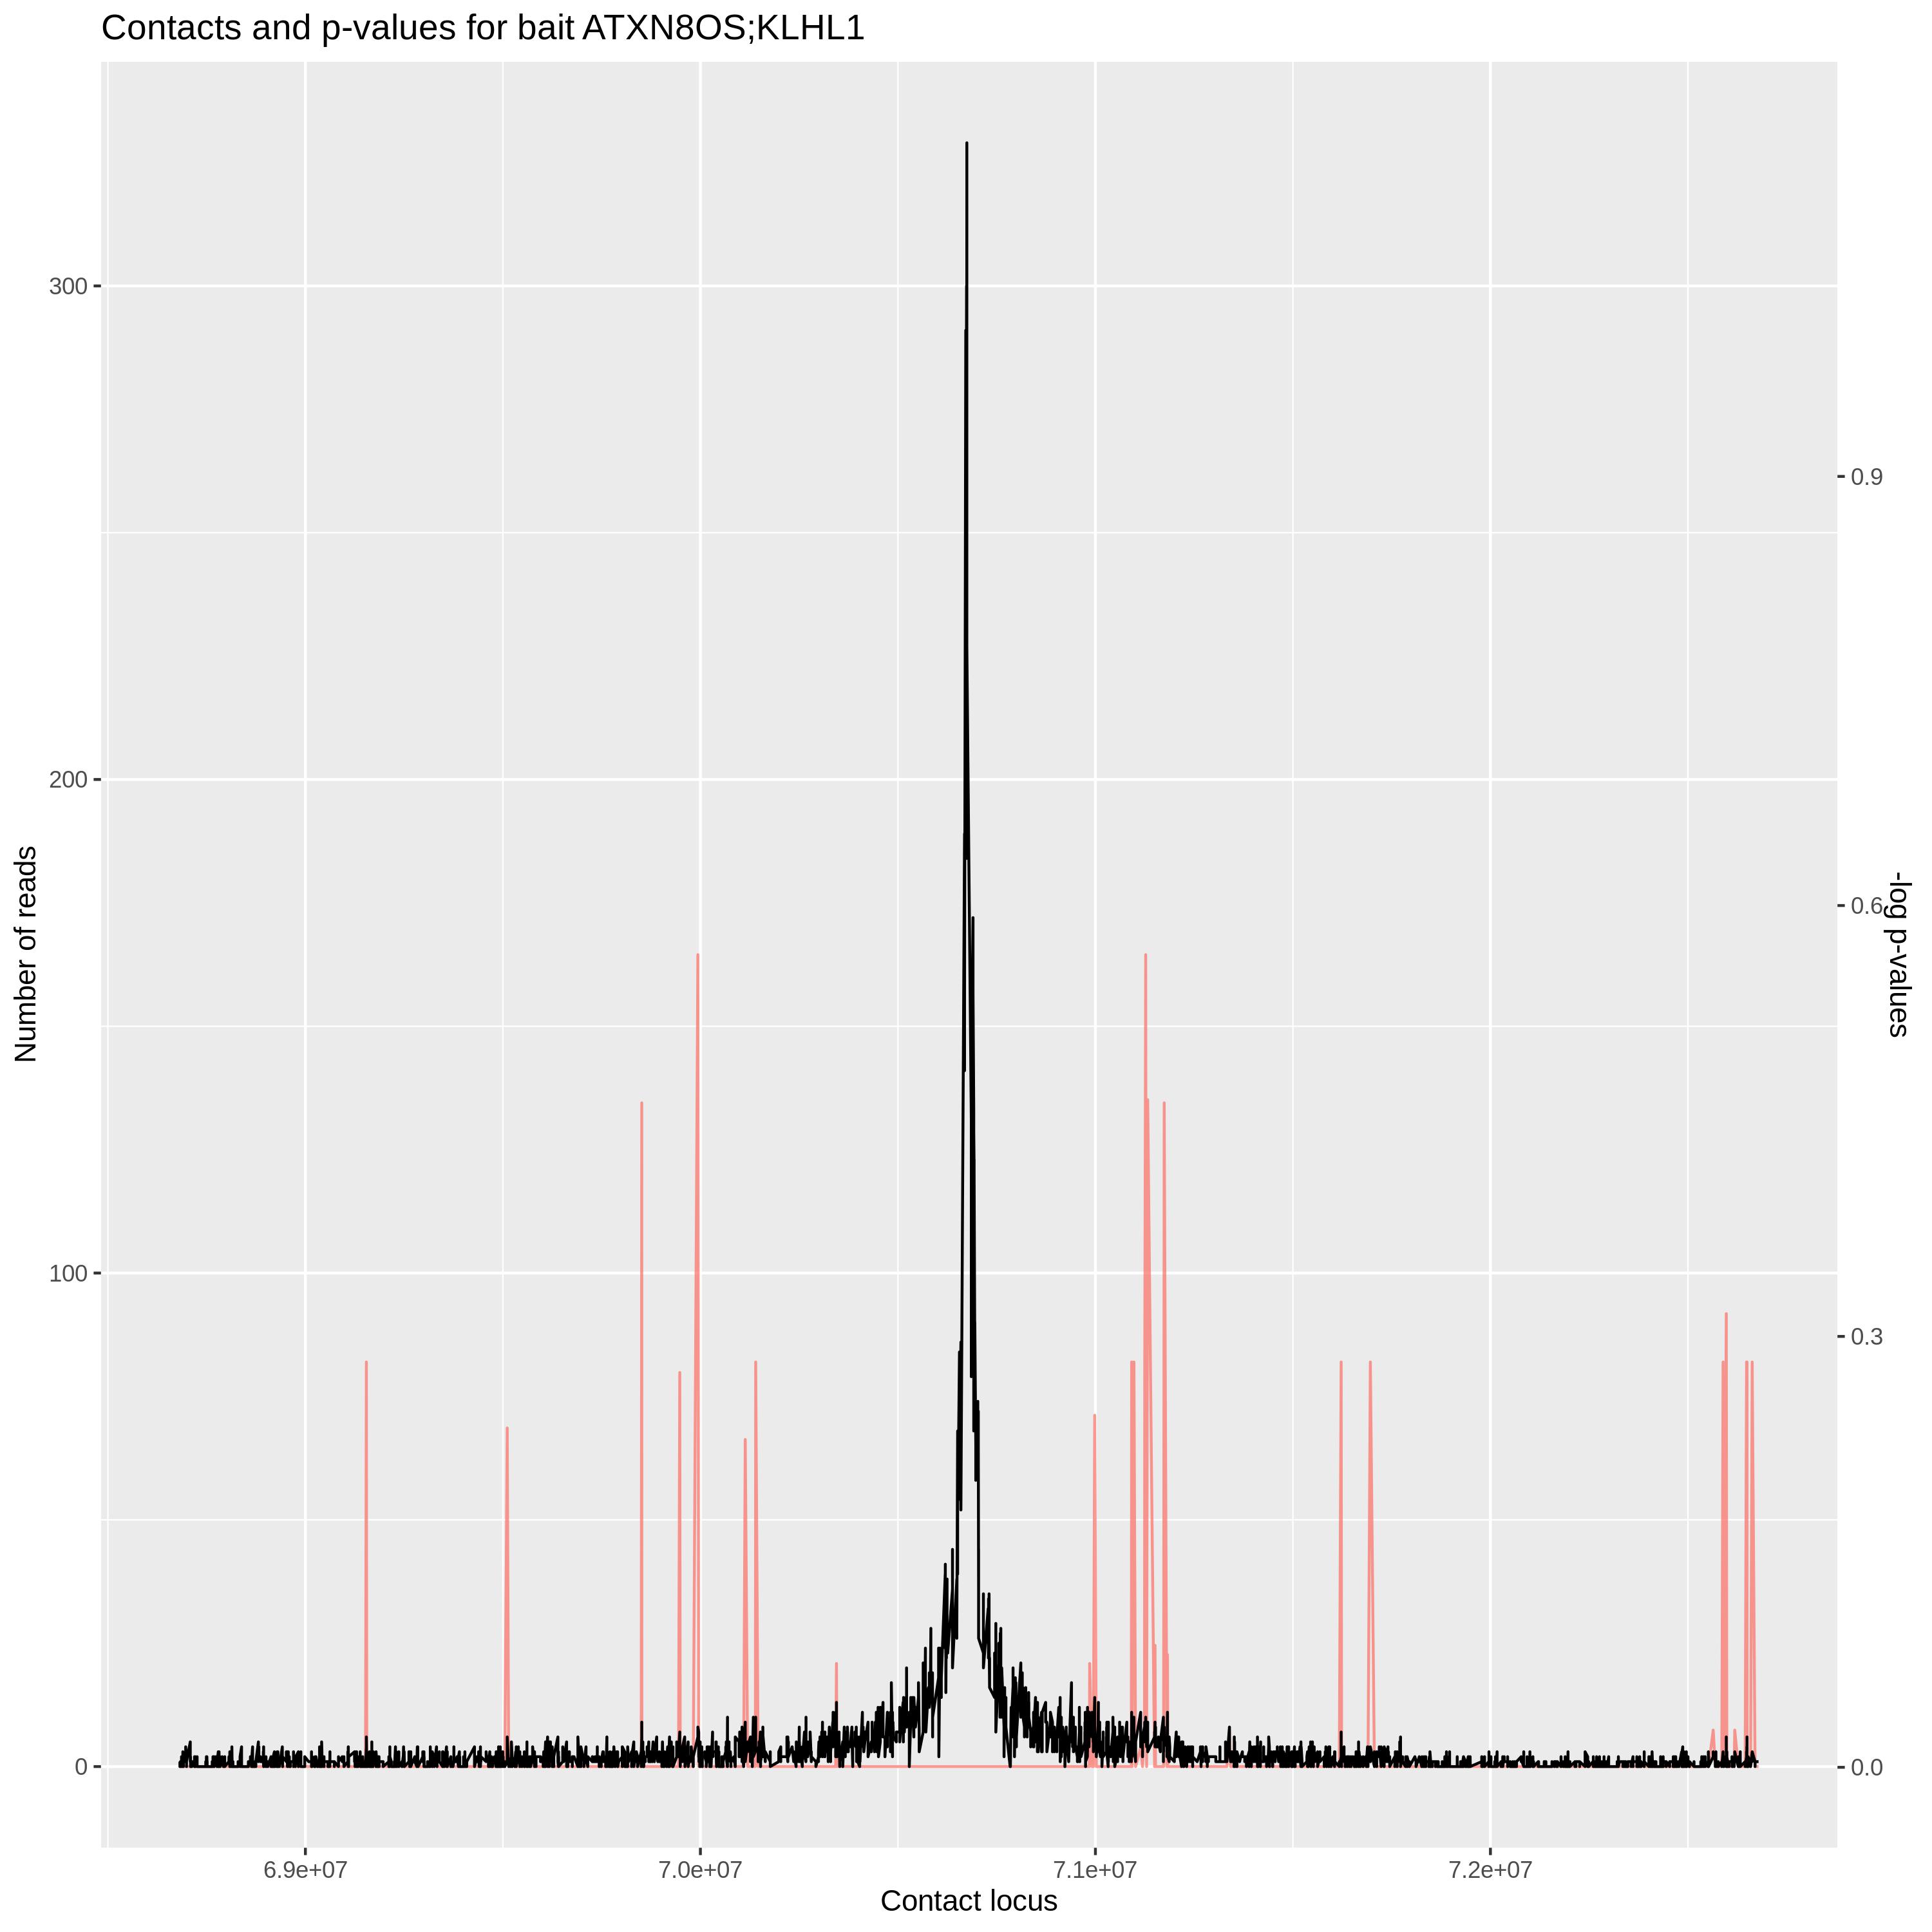 Contacts and p-values for bait ATXN8OS;KLHL1
300
200
100
0
Number of reads
0.9
0.6
0.3
0.0
-log p-values
6.9e+07
7.0e+07
7.1e+07
7.2e+07
Contact locus